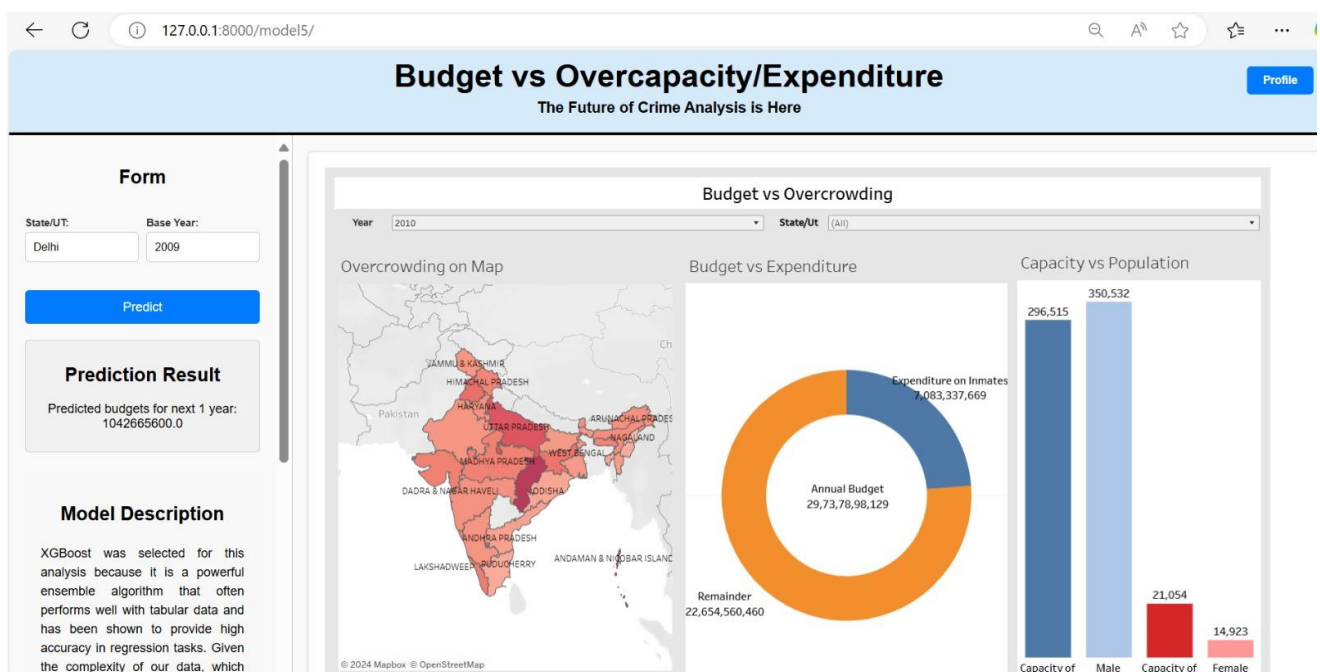 127.0.0.1:8000/model5/
Budget vs Overcapacity/Expenditure
The Future of Crime Analysis is Here
Profile
Form
State/UT:
Base Year:
Delhi
2009
Predict
Prediction Result
Predicted budgets for next 1 year:
1042665600.0
Model Description
XGBoost was selected for this
analysis because it is a powerful
ensemble algorithm that often
performs well with tabular data and
has been shown to provide high
accuracy in regression tasks. Given
the complexity of our data, which
Budget vs Overcrowding
Year
2010
State/Ut
(All)
Overcrowding on Map
JAMMU & KASHMIR
HIMACHAL PRADESH
HARYANA
Pakistan
Ch
UTTAR PRADESH
ARUNACHAL PRADES
NAGALAND
MADHYA PRADESH
WEST BENGAL
DADRA & NAGAR HAVELI
ODISHA
ANDHRA PRADESH
LAKSHADWEEP
PUDUCHERRY
ANDAMAN & NICOBAR ISLAND
© 2024 Mapbox © OpenStreetMap
Budget vs Expenditure
Expenditure on Inmates
7,083,337,669
Annual Budget
29,73,78,98,129
Remainder
22,654,560,460
Capacity vs Population
296,515
350,532
21,054
14,923
Capacity of
Male
Capacity of
Female